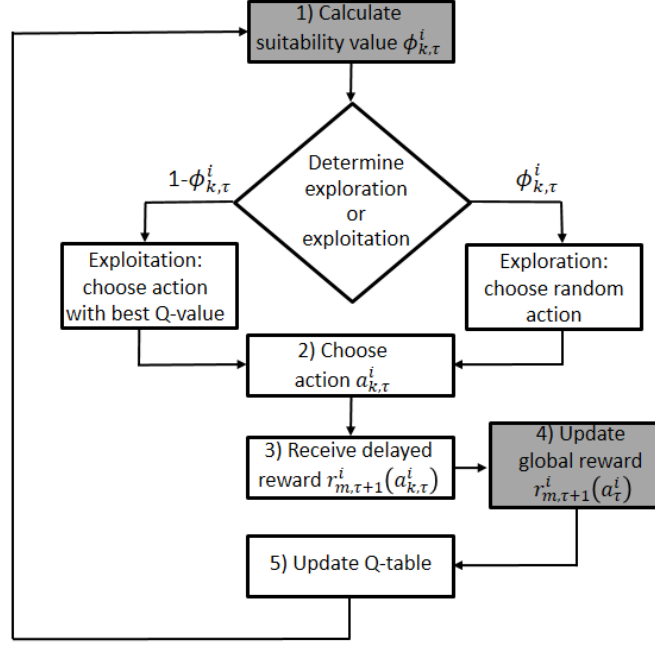 1) Calculate
suitability value ϕ^i_{k,τ}
Determine
exploration
or
exploitation
1-ϕ^i_{k,τ}
ϕ^i_{k,τ}
Exploitation:
choose action
with best Q-value
Exploration:
choose random
action
2) Choose
action a^i_{k,τ}
3) Receive delayed
reward r^i_{m,τ+1}(a^i_{k,τ})
4) Update
global reward
r^i_{m,τ+1}(a^i_τ)
5) Update Q-table